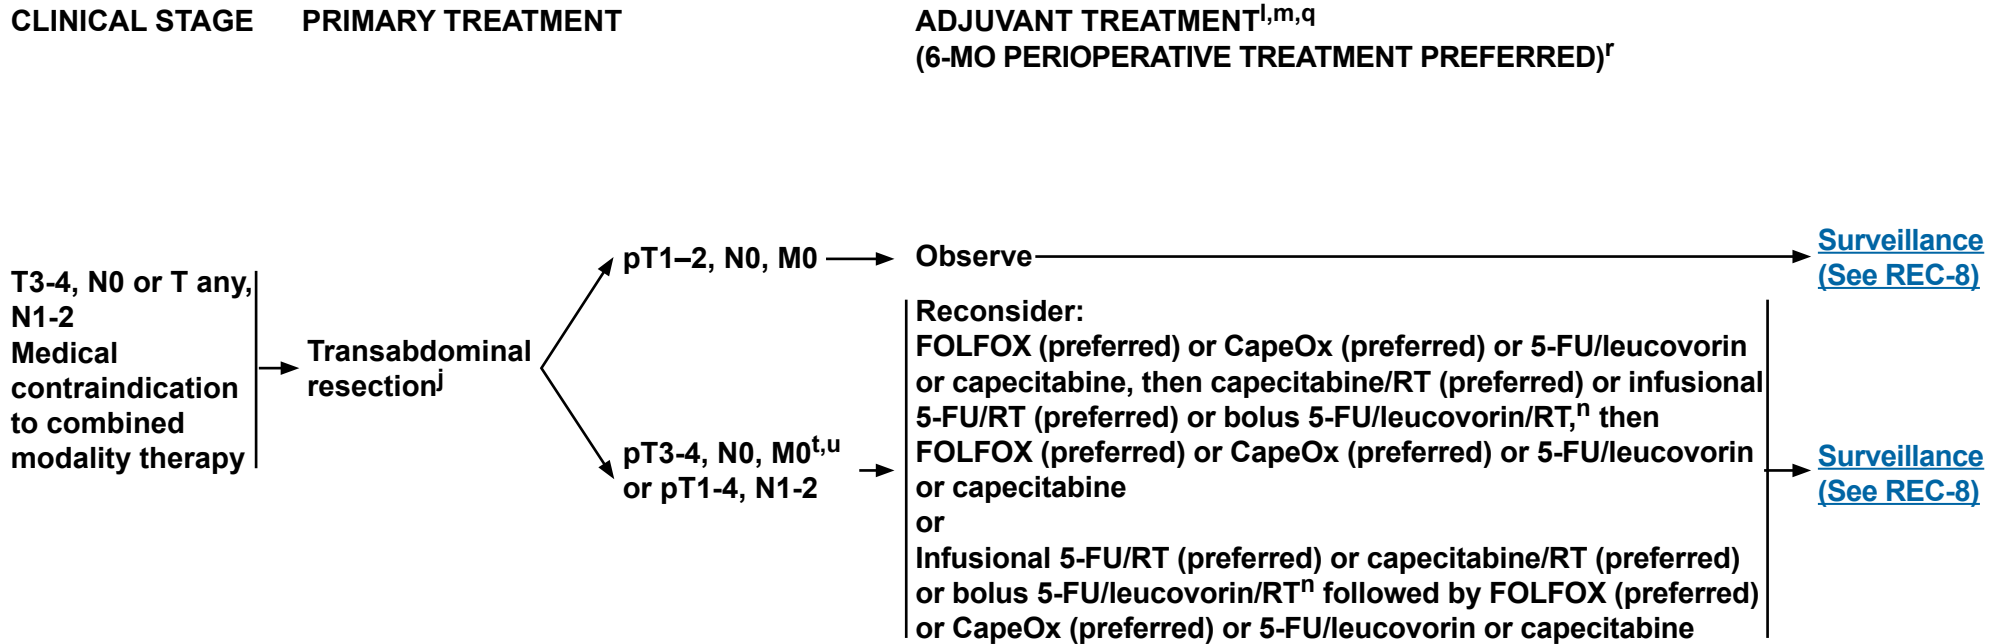 CLINICAL STAGE
PRIMARY TREATMENT
ADJUVANT TREATMENTl,m,q
(6-MO PERIOPERATIVE TREATMENT PREFERRED)r
T3-4, N0 or T any,
N1-2
Medical
contraindication
to combined
modality therapy
Transabdominal
resectionj
pT1–2, N0, M0
Observe
Surveillance
(See REC-8)
pT3-4, N0, M0t,u
or pT1-4, N1-2
Reconsider:
FOLFOX (preferred) or CapeOx (preferred) or 5-FU/leucovorin
or capecitabine, then capecitabine/RT (preferred) or infusional
5-FU/RT (preferred) or bolus 5-FU/leucovorin/RT,n then
FOLFOX (preferred) or CapeOx (preferred) or 5-FU/leucovorin
or capecitabine
or
Infusional 5-FU/RT (preferred) or capecitabine/RT (preferred)
or bolus 5-FU/leucovorin/RTn followed by FOLFOX (preferred)
or CapeOx (preferred) or 5-FU/leucovorin or capecitabine
Surveillance
(See REC-8)